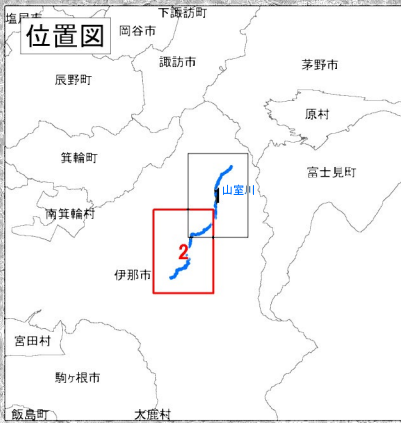 塩尻市
下諏訪町
位置図
岡谷市
諏訪市
茅野市
辰野町
原村
箕輪町
富士見町
山室川
南箕輪村
2
伊那市
宮田村
駒ヶ根市
飯島町
大鹿村